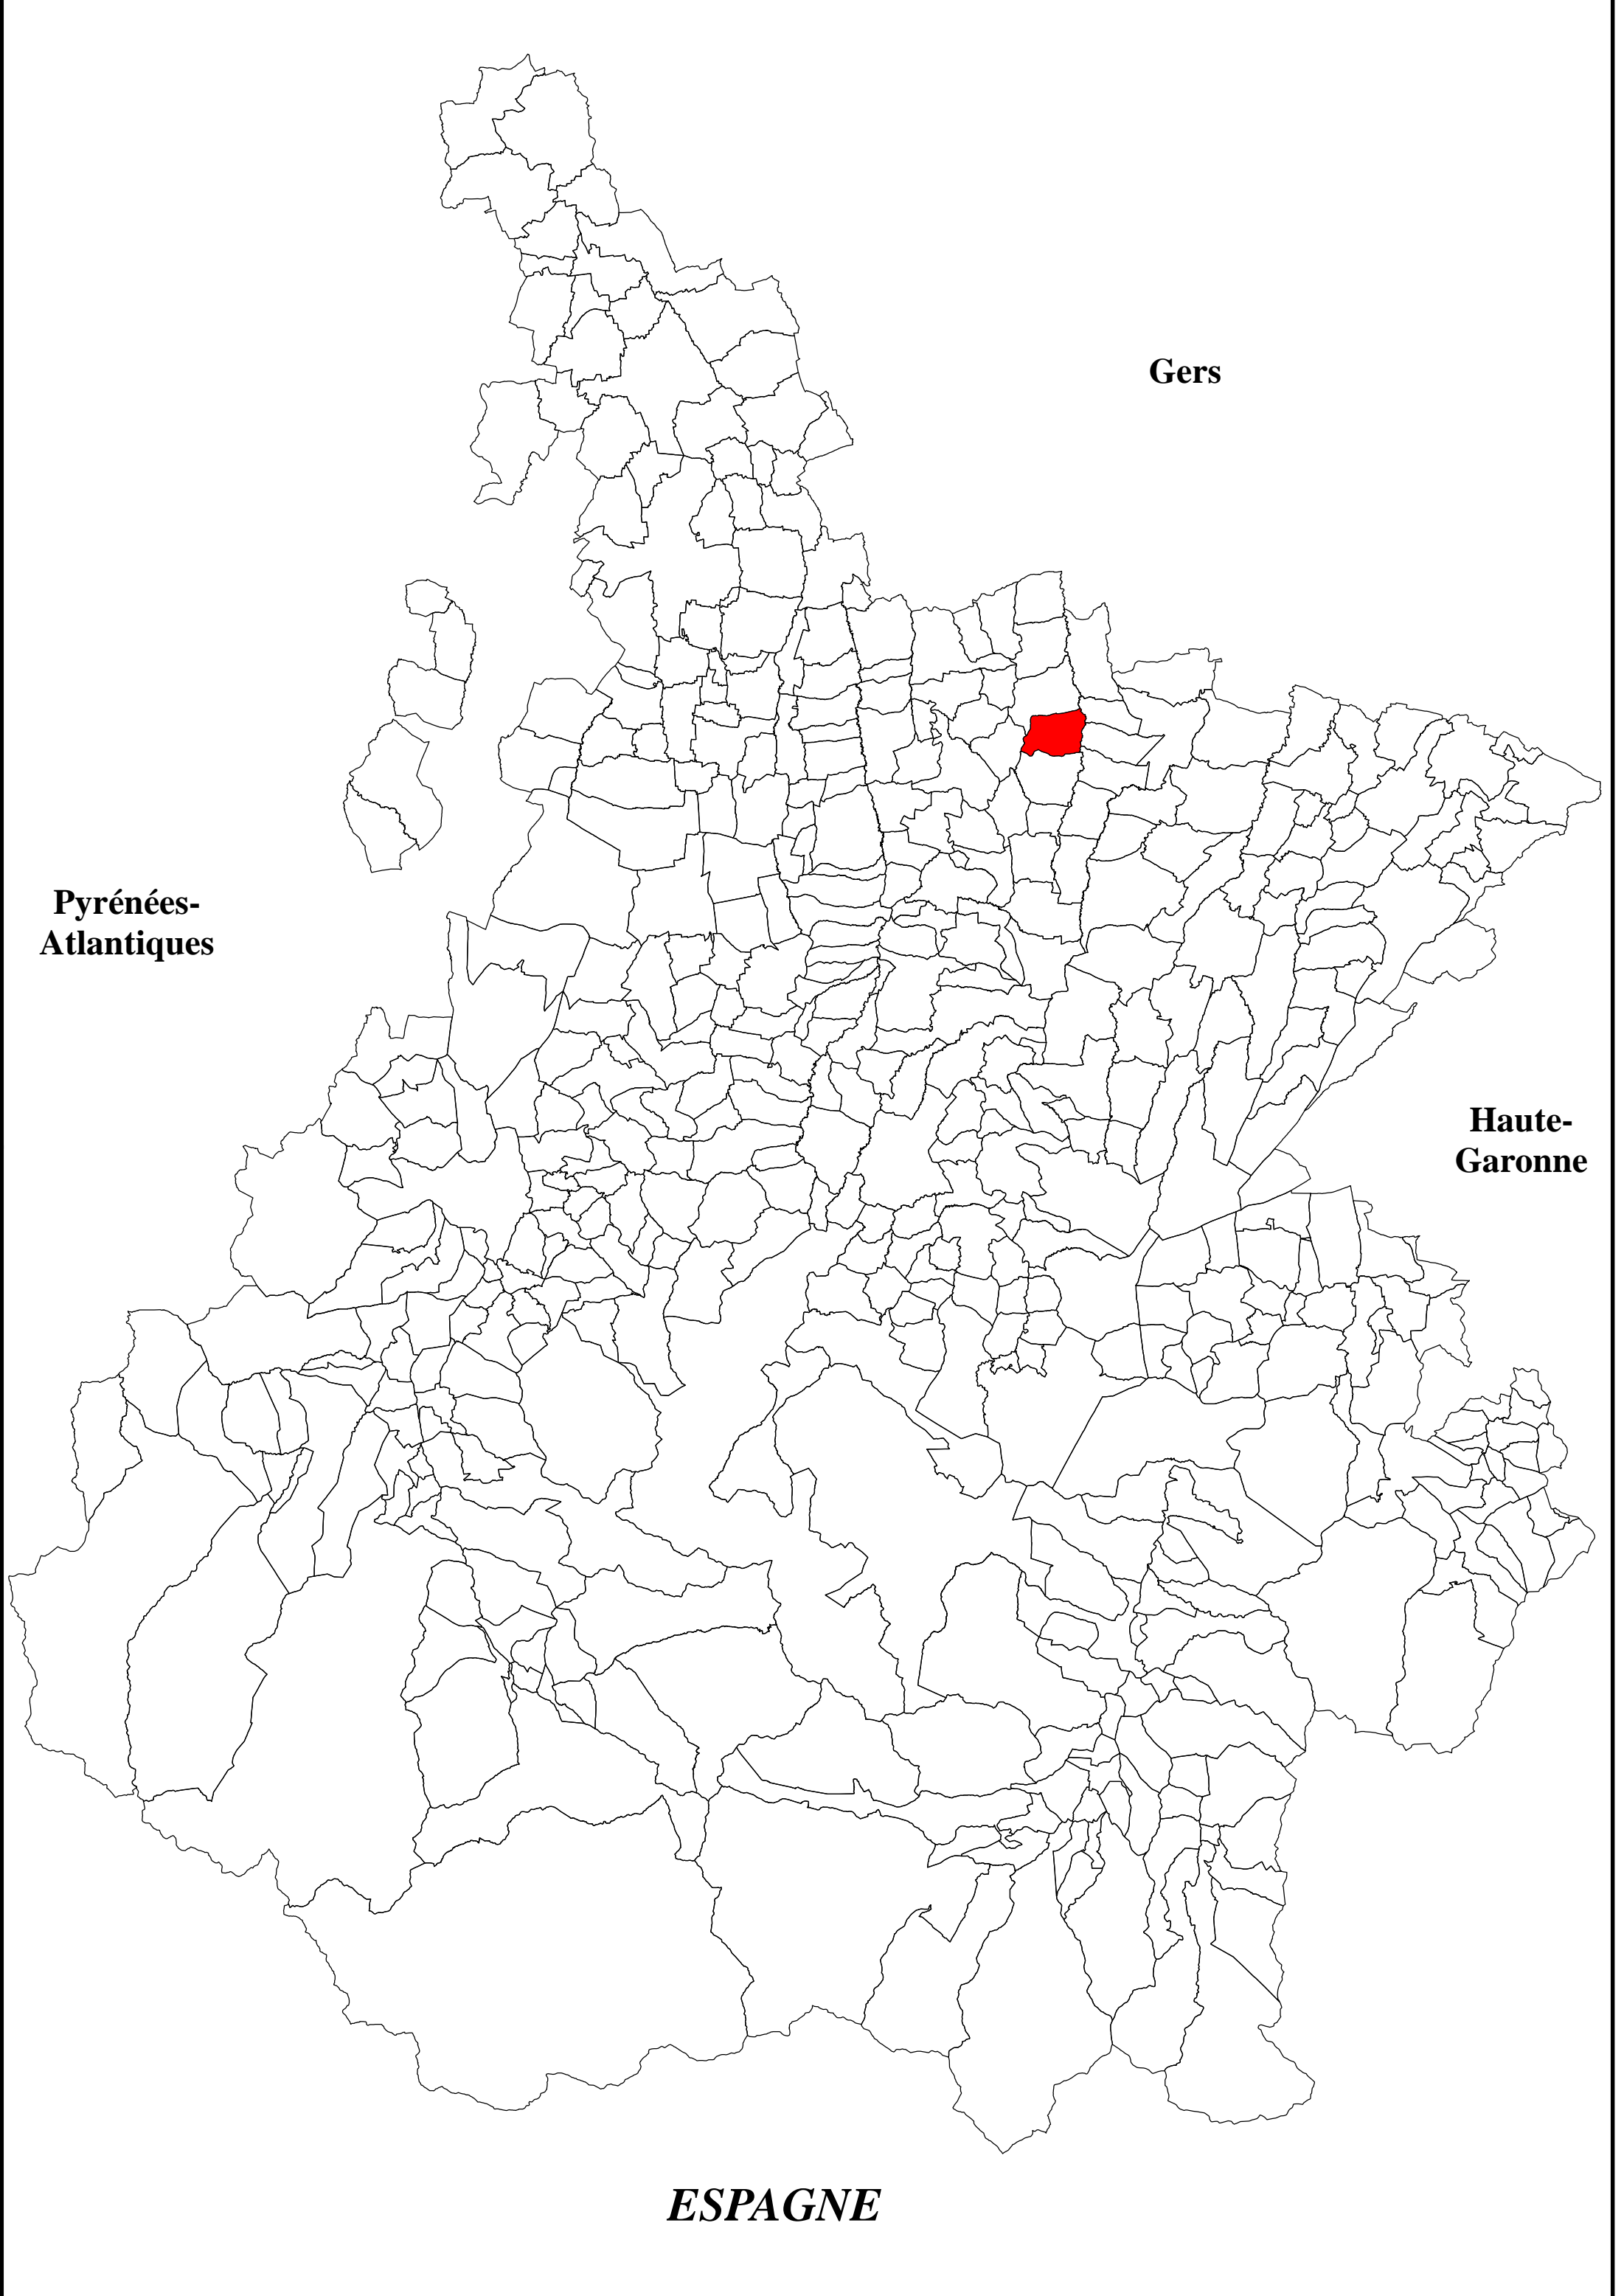 Gers
Pyrénées-
Atlantiques
Haute-
Garonne
ESPAGNE